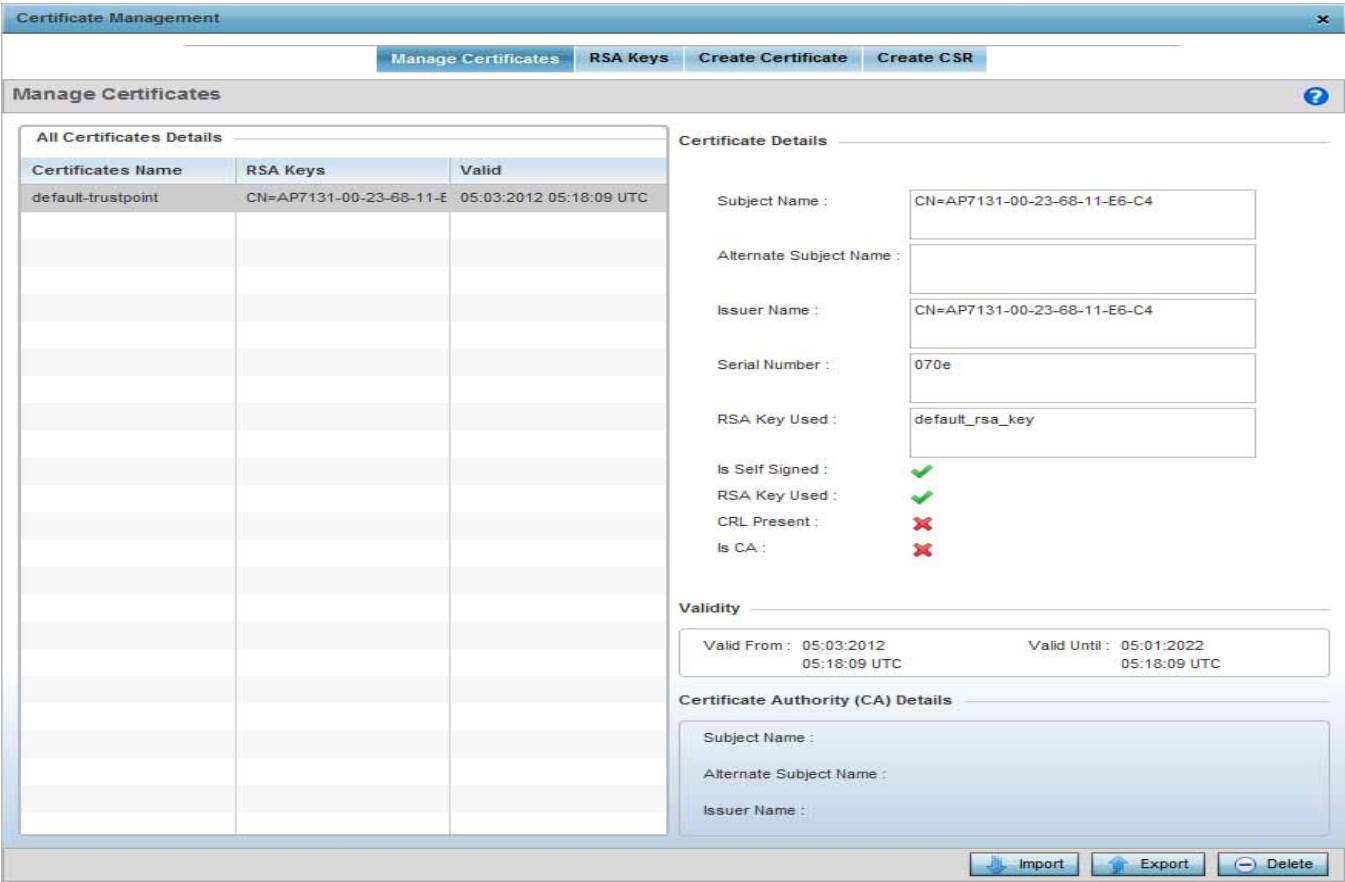 Certificate Management
Manage Certificates RSA Keys Create Certificate Create CSR
Manage Certificates
All Certificates Details
Certificates Name RSA Keys Valid
default-trustpoint CN=AP7131-00-23-68-11-E 05:03:2012 05:18:09 UTC
Certificate Details
Subject Name : CN=AP7131-00-23-68-11-E6-C4
Alternate Subject Name :
Issuer Name : CN=AP7131-00-23-68-11-E6-C4
Serial Number : 070e
RSA Key Used : default_rsa_key
Is Self Signed :
RSA Key Used :
CRL Present :
Is CA :
Validity
Valid From : 05:03:2012 Valid Until : 05:01:2022
05:18:09 UTC 05:18:09 UTC
Certificate Authority (CA) Details
Subject Name :
Alternate Subject Name :
Issuer Name :
Import Export Delete